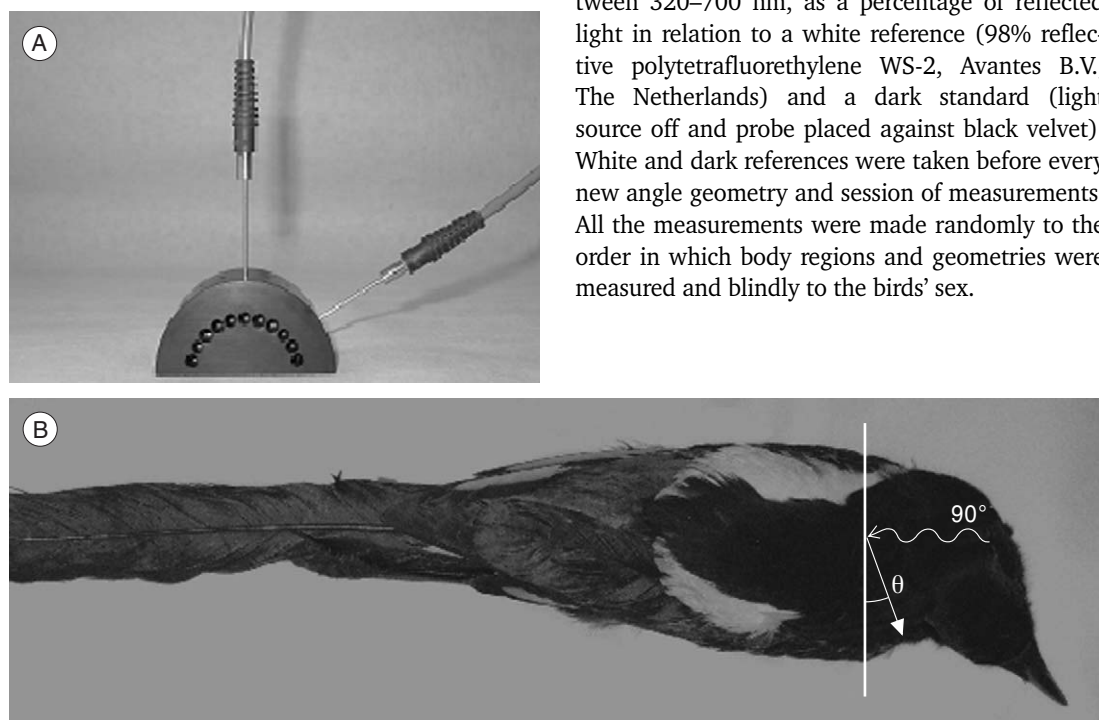 A
tween 320–700 nm, as a percentage of reflected
light in relation to a white reference (98% reflec-
tive polytetrafluorethylene WS-2, Avantes B.V.
The Netherlands) and a dark standard (light
source off and probe placed against black velvet)
White and dark references were taken before every
new angle geometry and session of measurements
All the measurements were made randomly to the
order in which body regions and geometries were
measured and blindly to the birds’ sex.
B
90°
θ